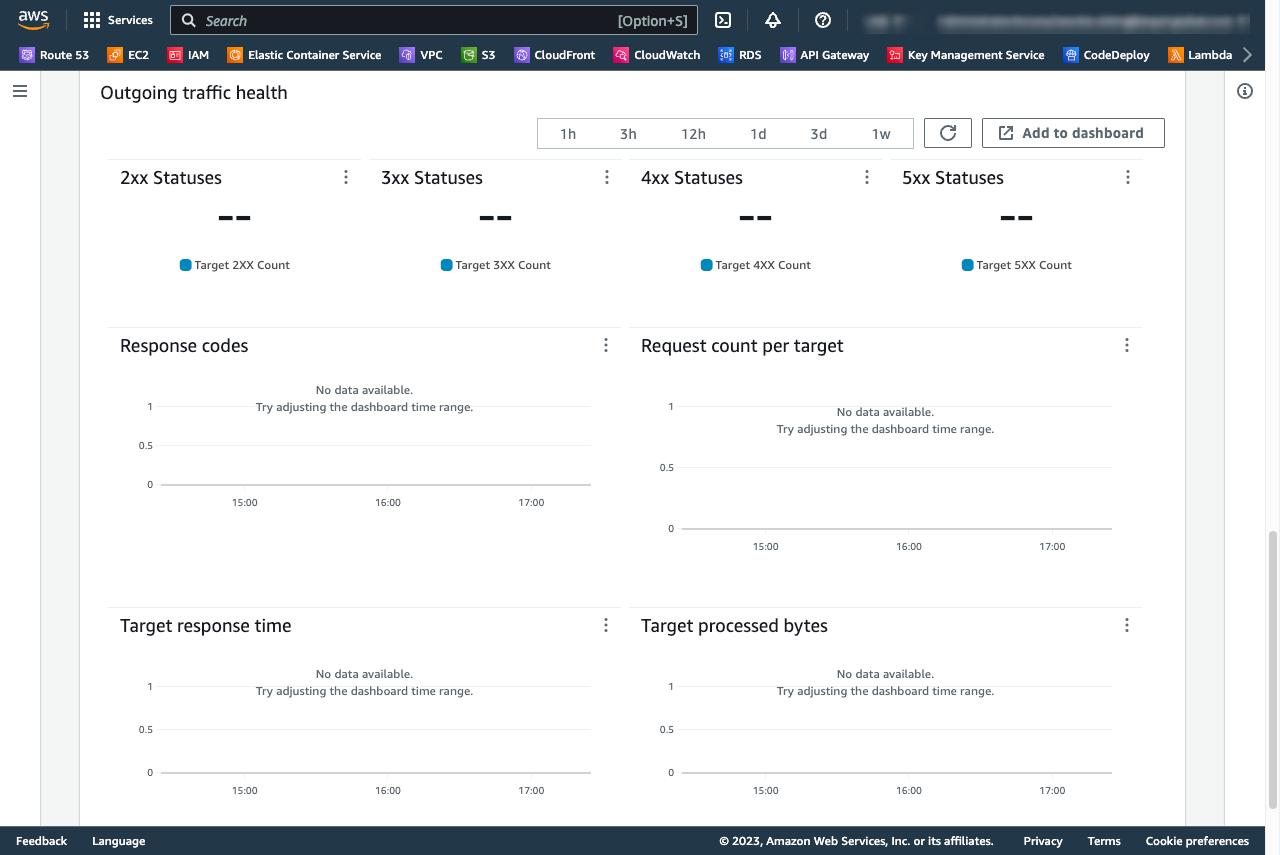 aws Services Search [Option+S]
Route 53 EC2 IAM Elastic Container Service VPC S3 CloudFront CloudWatch RDS API Gateway Key Management Service CodeDeploy Lambda
Outgoing traffic health
1h 3h 12h 1d 3d 1w Add to dashboard
2xx Statuses 3xx Statuses 4xx Statuses 5xx Statuses
-- -- -- --
Target 2XX Count Target 3XX Count Target 4XX Count Target 5XX Count
Response codes
No data available.
Try adjusting the dashboard time range.
1
0.5
0
15:00 16:00 17:00
Request count per target
No data available.
Try adjusting the dashboard time range.
1
0.5
0
15:00 16:00 17:00
Target response time
No data available.
Try adjusting the dashboard time range.
1
0.5
0
15:00 16:00 17:00
Target processed bytes
No data available.
Try adjusting the dashboard time range.
1
0.5
0
15:00 16:00 17:00
Feedback Language © 2023, Amazon Web Services, Inc. or its affiliates. Privacy Terms Cookie preferences